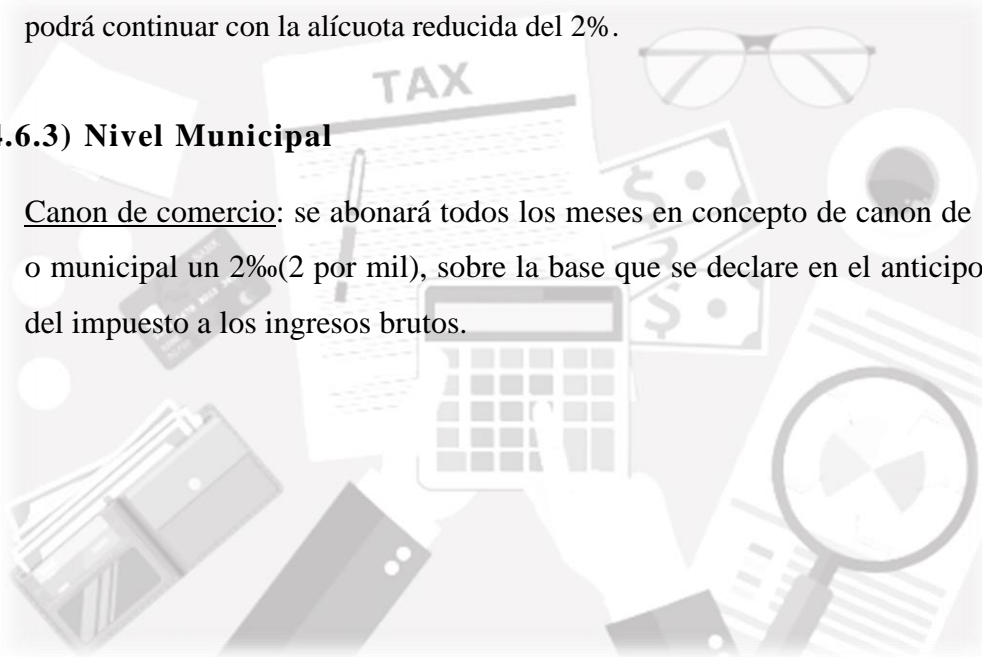 podrá continuar con la alícuota reducida del 2%.
TAX
4.6.3) Nivel Municipal
Canon de comercio: se abonará todos los meses en concepto de canon de
o municipal un 2‰(2 por mil), sobre la base que se declare en el anticipo
del impuesto a los ingresos brutos.